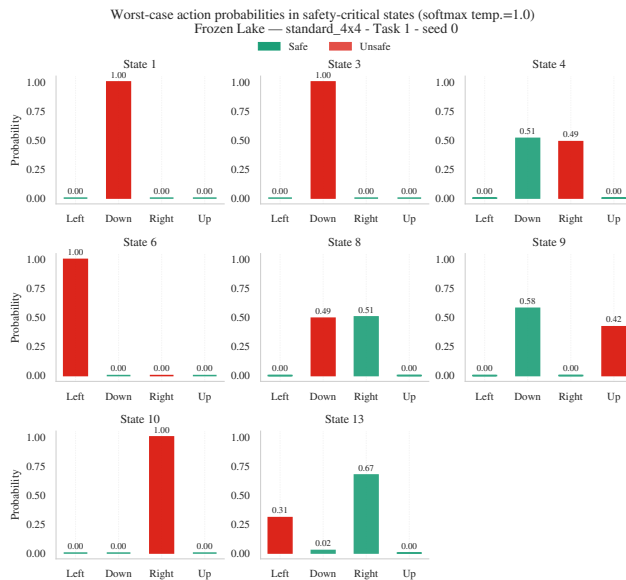 Worst-case action probabilities in safety-critical states (softmax temp.=1.0)
Frozen Lake — standard_4x4 - Task 1 - seed 0
Safe Unsafe
State 1 State 3 State 4
Probability
1.00 0.75 0.50 0.25 0.00
0.00 1.00 0.00 0.00
Left Down Right Up
1.00 0.75 0.50 0.25 0.00
0.00 1.00 0.00 0.00
Left Down Right Up
1.00 0.75 0.50 0.25 0.00
0.00 0.51 0.49 0.00
Left Down Right Up
State 6 State 8 State 9
Probability
1.00 0.75 0.50 0.25 0.00
1.00 0.00 0.00 0.00
Left Down Right Up
1.00 0.75 0.50 0.25 0.00
0.00 0.49 0.51 0.00
Left Down Right Up
1.00 0.75 0.50 0.25 0.00
0.00 0.58 0.00 0.42
Left Down Right Up
State 10 State 13
Probability
1.00 0.75 0.50 0.25 0.00
0.00 0.00 1.00 0.00
Left Down Right Up
1.00 0.75 0.50 0.25 0.00
0.31 0.02 0.67 0.00
Left Down Right Up